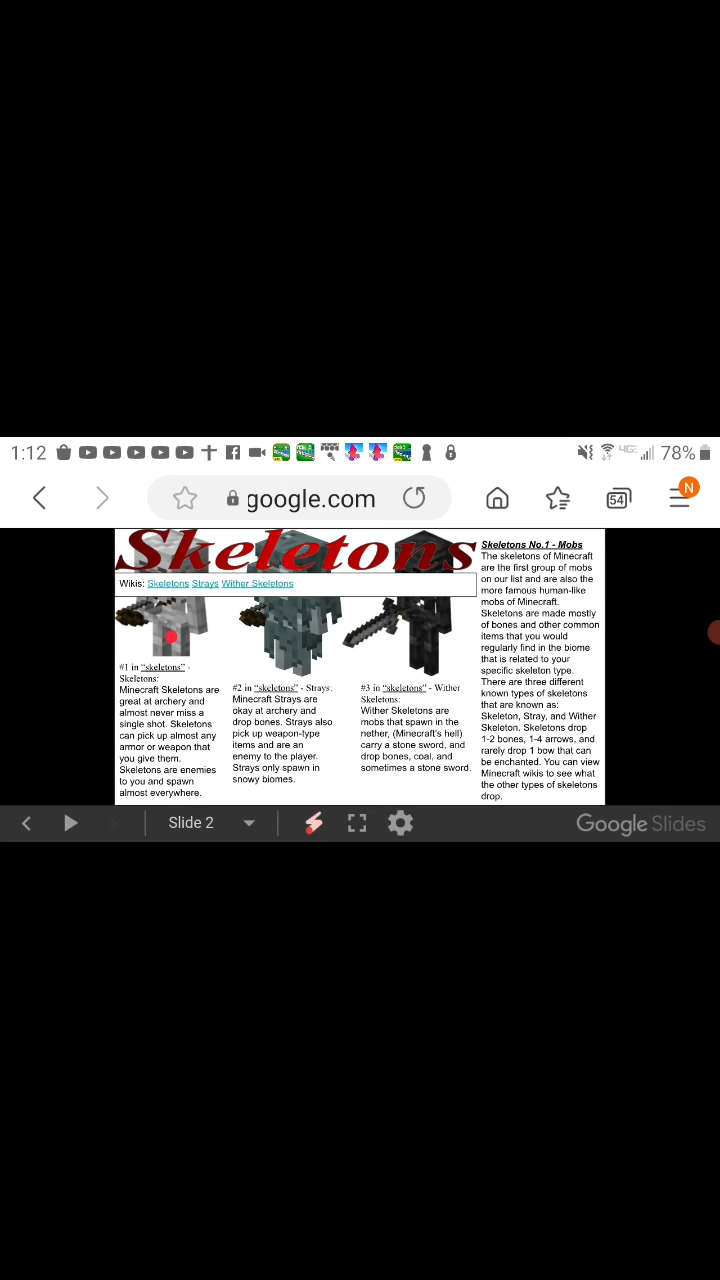 1:12 4G 78%
google.com 54 N
Skeletons
Wikis: Skeletons Strays Wither Skeletons
#1 in “skeletons” -
Skeletons:
Minecraft Skeletons are
great at archery and
almost never miss a
single shot. Skeletons
can pick up almost any
armor or weapon that
you give them.
Skeletons are enemies
to you and spawn
almost everywhere.
#2 in “skeletons” - Strays:
Minecraft Strays are
okay at archery and
drop bones. Strays also
pick up weapon-type
items and are an
enemy to the player.
Strays only spawn in
snowy biomes.
#3 in “skeletons” - Wither
Skeletons:
Wither Skeletons are
mobs that spawn in the
nether, (Minecraft's hell)
carry a stone sword, and
drop bones, coal, and
sometimes a stone sword.
Skeletons No.1 - Mobs
The skeletons of Minecraft
are the first group of mobs
on our list and are also the
more famous human-like
mobs of Minecraft.
Skeletons are made mostly
of bones and other common
items that you would
regularly find in the biome
that is related to your
specific skeleton type.
There are three different
known types of skeletons
that are known as:
Skeleton, Stray, and Wither
Skeleton. Skeletons drop
1-2 bones, 1-4 arrows, and
rarely drop 1 bow that can
be enchanted. You can view
Minecraft wikis to see what
the other types of skeletons
drop.
Slide 2
Google Slides